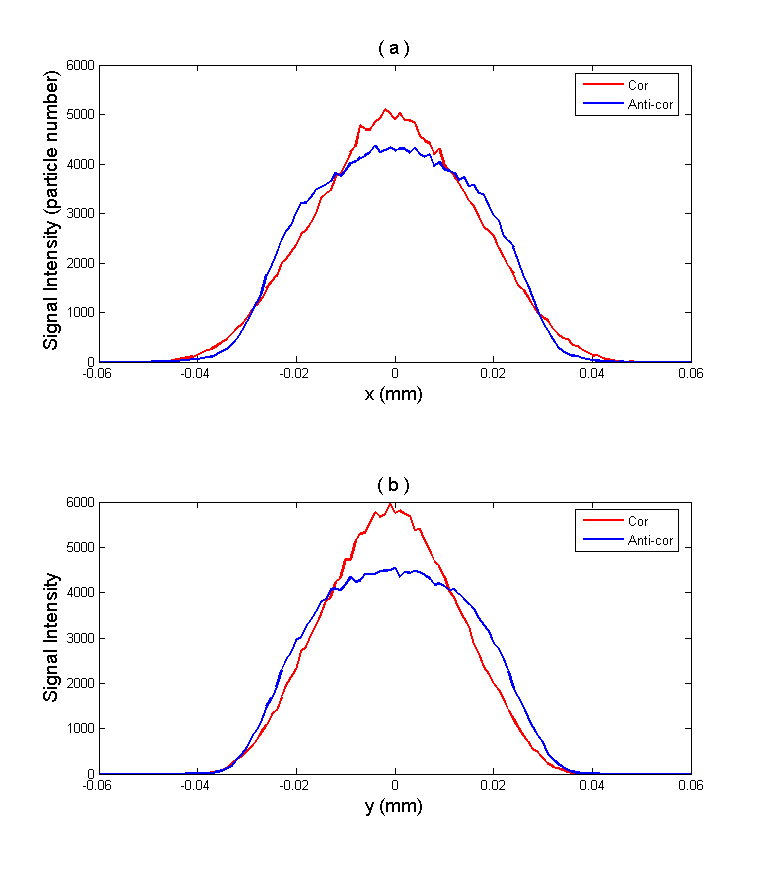 ( a )
Signal Intensity (particle number)
6000
5000
4000
3000
2000
1000
0
Cor
Anti-cor
-0.06
-0.04
-0.02
0
0.02
0.04
0.06
x (mm)
( b )
Signal Intensity
6000
5000
4000
3000
2000
1000
0
Cor
Anti-cor
-0.06
-0.04
-0.02
0
0.02
0.04
0.06
y (mm)